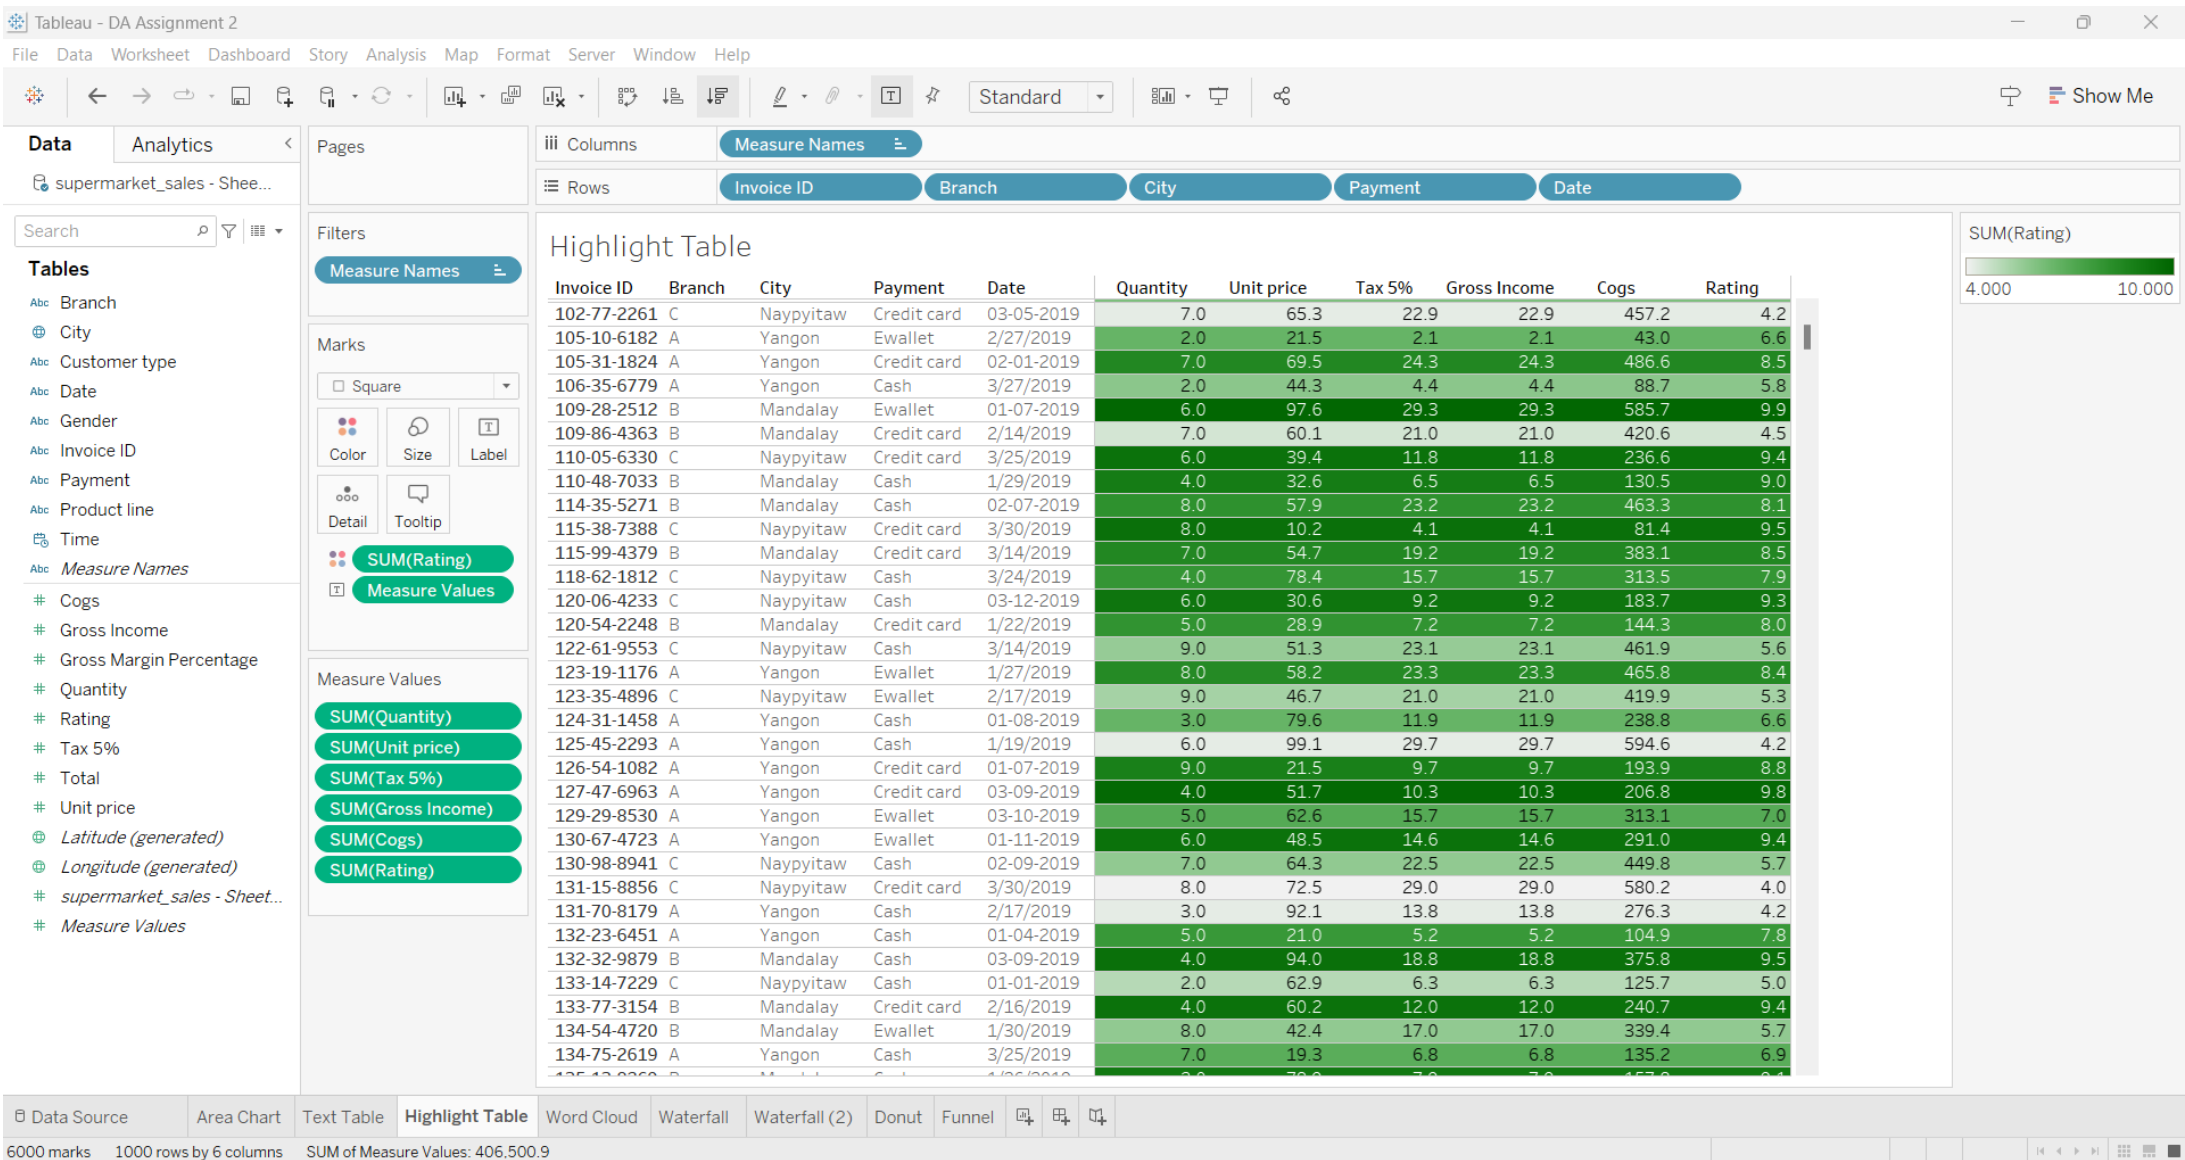 Tableau - DA Assignment 2
File Data Worksheet Dashboard Story Analysis Map Format Server Window Help
Standard
Show Me
Data Analytics
supermarket_sales - Shee...
Search
Tables
Abc Branch
City
Abc Customer type
Abc Date
Abc Gender
Abc Invoice ID
Abc Payment
Abc Product line
Time
Abc Measure Names
# Cogs
# Gross Income
# Gross Margin Percentage
# Quantity
# Rating
# Tax 5%
# Total
# Unit price
Latitude (generated)
Longitude (generated)
# supermarket_sales - Sheet...
# Measure Values
Pages
Filters
Measure Names
Marks
Square
Color Size Label
Detail Tooltip
SUM(Rating)
Measure Values
Measure Values
SUM(Quantity)
SUM(Unit price)
SUM(Tax 5%)
SUM(Gross Income)
SUM(Cogs)
SUM(Rating)
Columns Measure Names
Rows Invoice ID Branch City Payment Date
Highlight Table
Invoice ID Branch City Payment Date Quantity Unit price Tax 5% Gross Income Cogs Rating
102-77-2261 C Naypyitaw Credit card 03-05-2019 7.0 65.3 22.9 22.9 457.2 4.2
105-10-6182 A Yangon Ewallet 2/27/2019 2.0 21.5 2.1 2.1 43.0 6.6
105-31-1824 A Yangon Credit card 02-01-2019 7.0 69.5 24.3 24.3 486.6 8.5
106-35-6779 A Yangon Cash 3/27/2019 2.0 44.3 4.4 4.4 88.7 5.8
109-28-2512 B Mandalay Ewallet 01-07-2019 6.0 97.6 29.3 29.3 585.7 9.9
109-86-4363 B Mandalay Credit card 2/14/2019 7.0 60.1 21.0 21.0 420.6 4.5
110-05-6330 C Naypyitaw Credit card 3/25/2019 6.0 39.4 11.8 11.8 236.6 9.4
110-48-7033 B Mandalay Cash 1/29/2019 4.0 32.6 6.5 6.5 130.5 9.0
114-35-5271 B Mandalay Cash 02-07-2019 8.0 57.9 23.2 23.2 463.3 8.1
115-38-7388 C Naypyitaw Credit card 3/30/2019 8.0 10.2 4.1 4.1 81.4 9.5
115-99-4379 B Mandalay Credit card 3/14/2019 7.0 54.7 19.2 19.2 383.1 8.5
118-62-1812 C Naypyitaw Cash 3/24/2019 4.0 78.4 15.7 15.7 313.5 7.9
120-06-4233 C Naypyitaw Cash 03-12-2019 6.0 30.6 9.2 9.2 183.7 9.3
120-54-2248 B Mandalay Credit card 1/22/2019 5.0 28.9 7.2 7.2 144.3 8.0
122-61-9553 C Naypyitaw Cash 3/14/2019 9.0 51.3 23.1 23.1 461.9 5.6
123-19-1176 A Yangon Ewallet 1/27/2019 8.0 58.2 23.3 23.3 465.8 8.4
123-35-4896 C Naypyitaw Ewallet 2/17/2019 9.0 46.7 21.0 21.0 419.9 5.3
124-31-1458 A Yangon Cash 01-08-2019 3.0 79.6 11.9 11.9 238.8 6.6
125-45-2293 A Yangon Cash 1/19/2019 6.0 99.1 29.7 29.7 594.6 4.2
126-54-1082 A Yangon Credit card 01-07-2019 9.0 21.5 9.7 9.7 193.9 8.8
127-47-6963 A Yangon Credit card 03-09-2019 4.0 51.7 10.3 10.3 206.8 9.8
129-29-8530 A Yangon Ewallet 03-10-2019 5.0 62.6 15.7 15.7 313.1 7.0
130-67-4723 A Yangon Ewallet 01-11-2019 6.0 48.5 14.6 14.6 291.0 9.4
130-98-8941 C Naypyitaw Cash 02-09-2019 7.0 64.3 22.5 22.5 449.8 5.7
131-15-8856 C Naypyitaw Credit card 3/30/2019 8.0 72.5 29.0 29.0 580.2 4.0
131-70-8179 A Yangon Cash 2/17/2019 3.0 92.1 13.8 13.8 276.3 4.2
132-23-6451 A Yangon Cash 01-04-2019 5.0 21.0 5.2 5.2 104.9 7.8
132-32-9879 B Mandalay Cash 03-09-2019 4.0 94.0 18.8 18.8 375.8 9.5
133-14-7229 C Naypyitaw Cash 01-01-2019 2.0 62.9 6.3 6.3 125.7 5.0
133-77-3154 B Mandalay Credit card 2/16/2019 4.0 60.2 12.0 12.0 240.7 9.4
134-54-4720 B Mandalay Ewallet 1/30/2019 8.0 42.4 17.0 17.0 339.4 5.7
134-75-2619 A Yangon Cash 3/25/2019 7.0 19.3 6.8 6.8 135.2 6.9
SUM(Rating)
4.000 10.000
Data Source Area Chart Text Table Highlight Table Word Cloud Waterfall Waterfall (2) Donut Funnel
6000 marks 1000 rows by 6 columns SUM of Measure Values: 406,500.9